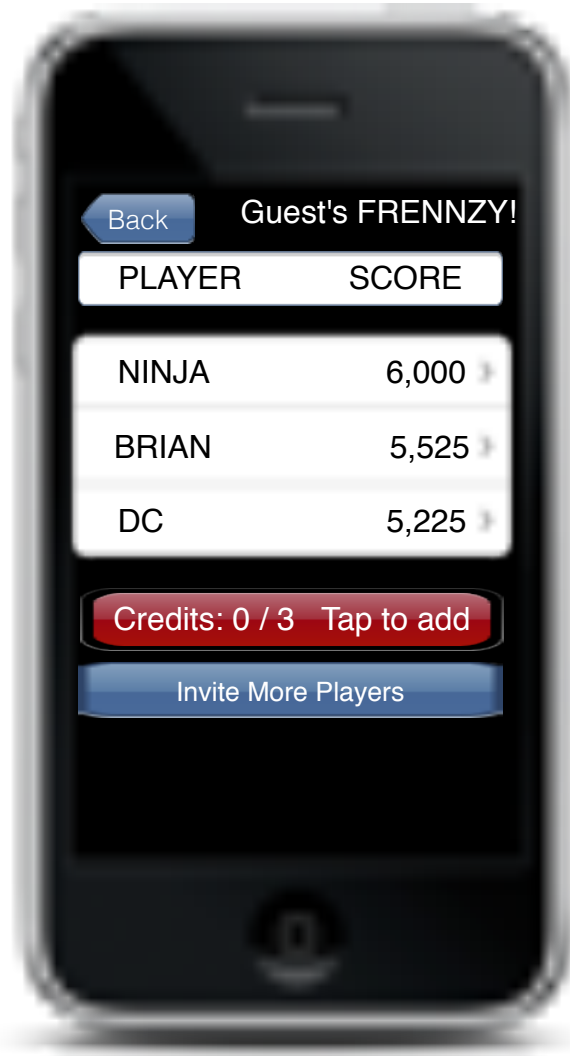 Back Guest's FRENNZY!
PLAYER SCORE
NINJA 6,000
BRIAN 5,525
DC 5,225
Credits: 0 / 3 Tap to add
Invite More Players